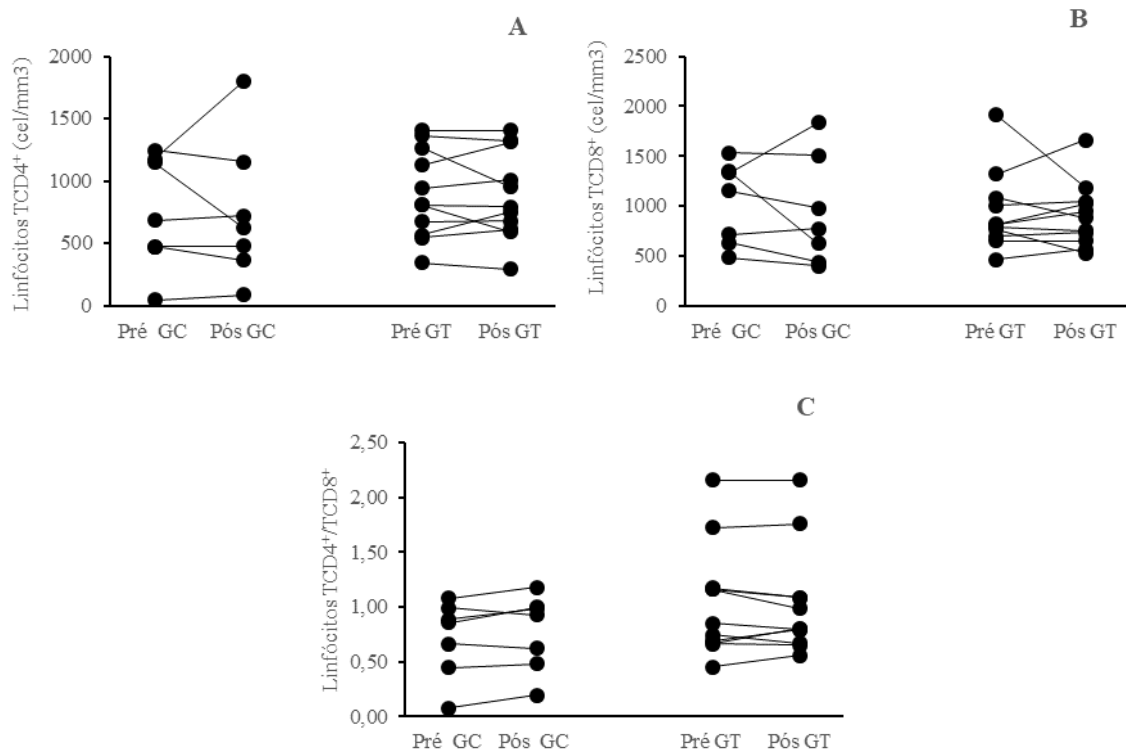 A
Linfócitos TCD4⁺ (cel/mm3)
2000
1500
1000
500
0
Pré GC Pós GC Pré GT Pós GT
B
Linfócitos TCD8⁺ (cel/mm3)
2500
2000
1500
1000
500
0
Pré GC Pós GC Pré GT Pós GT
C
Linfócitos TCD4⁺/TCD8⁺
2,50
2,00
1,50
1,00
0,50
0,00
Pré GC Pós GC Pré GT Pós GT